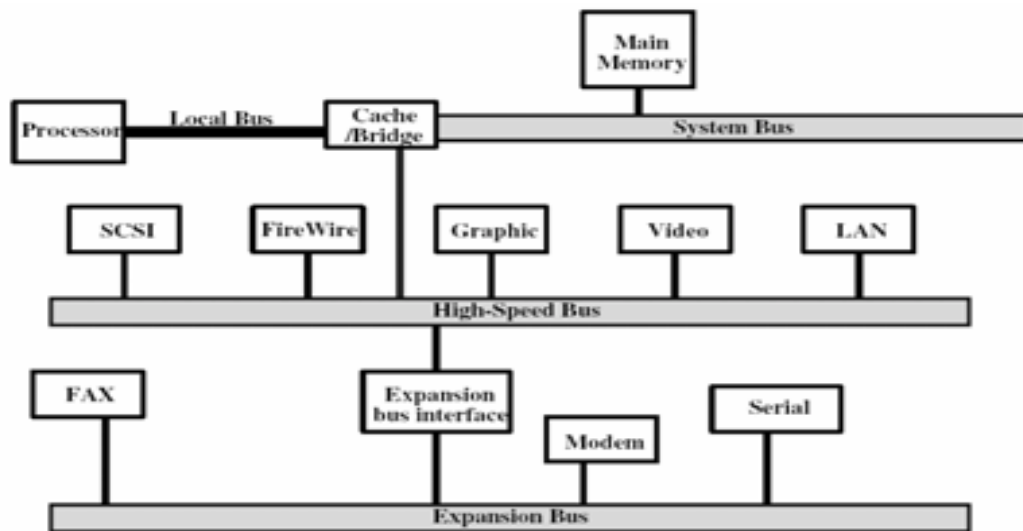 Main
Memory
Processor
Local Bus
Cache
/Bridge
System Bus
SCSI
FireWire
Graphic
Video
LAN
High-Speed Bus
FAX
Expansion
bus interface
Serial
Modem
Expansion Bus